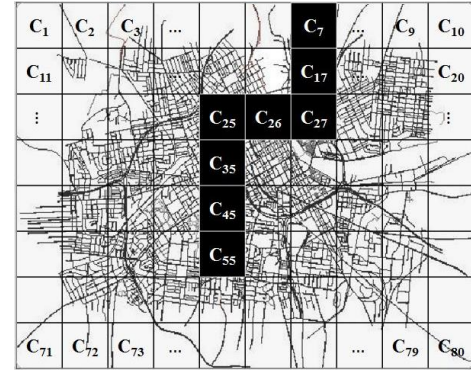 C1 C2 C3 ... C7 ... C9 C10
C11 ... ... C17 ... C20
⋮ C25 C26 C27 ⋮
C35
C45
C55
C71 C72 C73 ... ... C79 C80